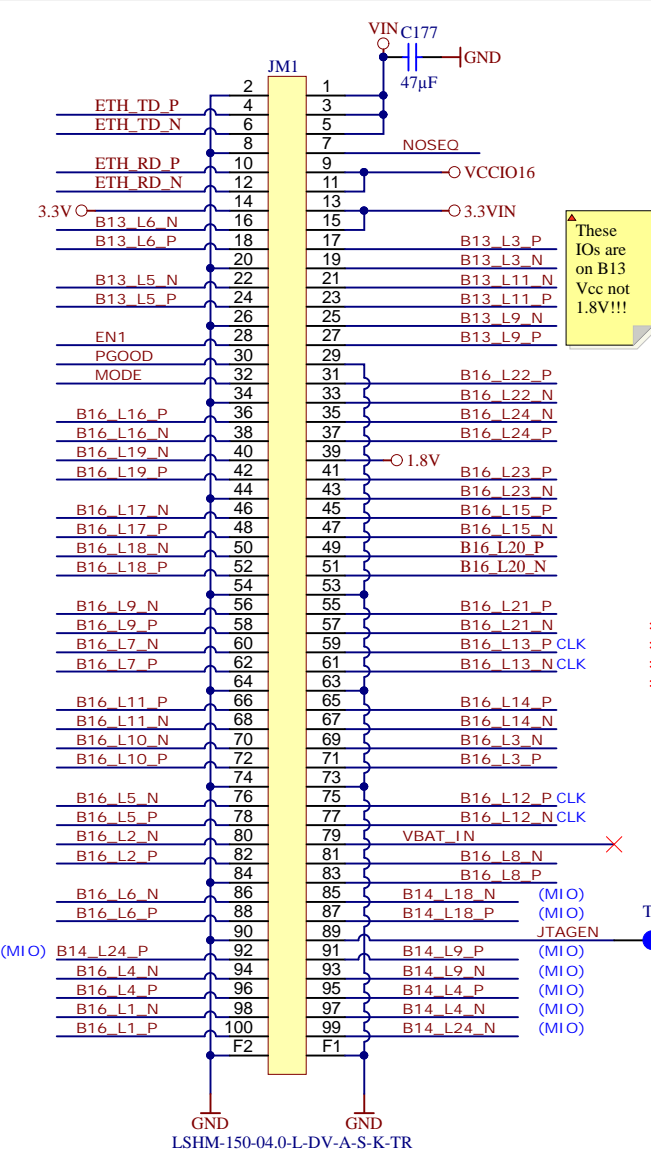 VIN C177
GND
47µF
JM1
2 1
ETH_TD_P 4 3
ETH_TD_N 6 5
8 7 NOSEQ
ETH_RD_P 10 9 VCCIO16
ETH_RD_N 12 11
3.3V 14 13 3.3VIN
B13_L6_N 16 15
B13_L6_P 18 17 B13_L3_P
20 19 B13_L3_N
B13_L5_N 22 21 B13_L11_N
B13_L5_P 24 23 B13_L11_P
26 25 B13_L9_N
EN1 28 27 B13_L9_P
PGOOD 30 29
MODE 32 31 B16_L22_P
34 33 B16_L22_N
B16_L16_P 36 35 B16_L24_N
B16_L16_N 38 37 B16_L24_P
B16_L19_N 40 39 1.8V
B16_L19_P 42 41 B16_L23_P
44 43 B16_L23_N
B16_L17_N 46 45 B16_L15_P
B16_L17_P 48 47 B16_L15_N
B16_L18_N 50 49 B16_L20_P
B16_L18_P 52 51 B16_L20_N
54 53
B16_L9_N 56 55 B16_L21_P
B16_L9_P 58 57 B16_L21_N
B16_L7_N 60 59 B16_L13_P CLK
B16_L7_P 62 61 B16_L13_N CLK
64 63
B16_L11_P 66 65 B16_L14_P
B16_L11_N 68 67 B16_L14_N
B16_L10_N 70 69 B16_L3_N
B16_L10_P 72 71 B16_L3_P
74 73
B16_L5_N 76 75 B16_L12_P CLK
B16_L5_P 78 77 B16_L12_N CLK
B16_L2_N 80 79 VBAT_IN
B16_L2_P 82 81 B16_L8_N
84 83 B16_L8_P
B16_L6_N 86 85 B14_L18_N (MIO)
B16_L6_P 88 87 B14_L18_P (MIO)
90 89 JTAGEN T
(MIO) B14_L24_P 92 91 B14_L9_P (MIO)
B16_L4_N 94 93 B14_L9_N (MIO)
B16_L4_P 96 95 B14_L4_P (MIO)
B16_L1_N 98 97 B14_L4_N (MIO)
B16_L1_P 100 99 B14_L24_N (MIO)
F2 F1
GND GND
LSHM-150-04.0-L-DV-A-S-K-TR
These
IOs are
on B13
Vcc not
1.8V!!!